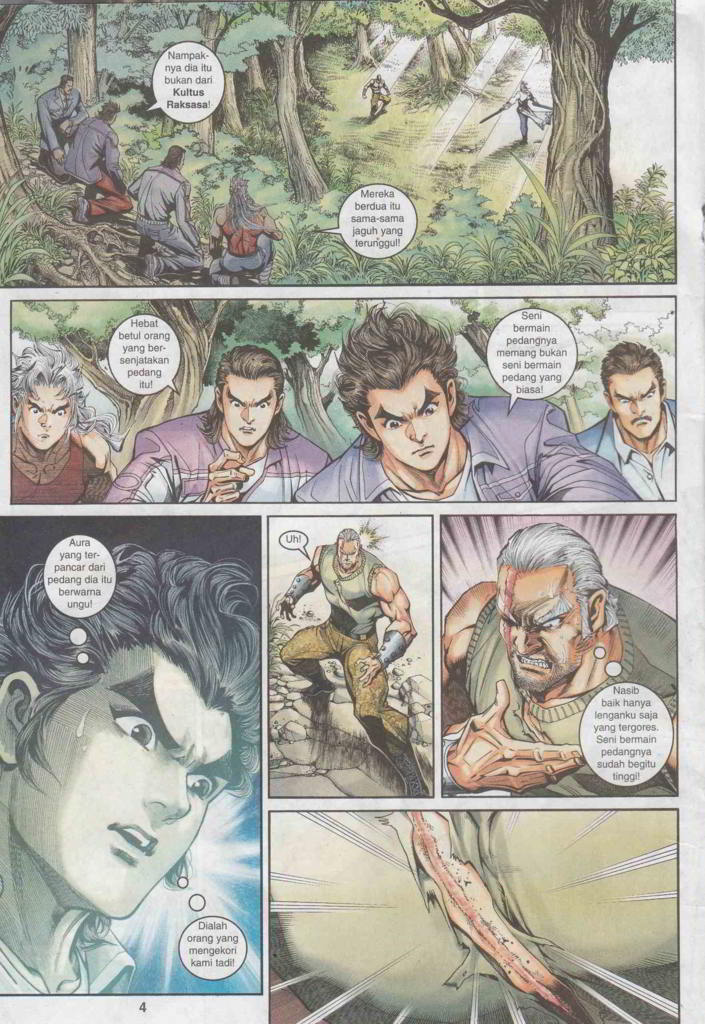 Nampak-
nya dia itu
bukan dari
Kultus
Raksasa!
Mereka
berdua itu
sama-sama
jaguh yang
terunggul!
Hebat
betul orang
yang ber-
senjatakan
pedang
itu!
Seni
bermain
pedangnya
memang bukan
seni bermain
pedang yang
biasa!
Aura
yang ter-
pancar dari
pedang dia itu
berwarna
ungu!
Dialah
orang yang
mengekori
kami tadi!
Uh!
Nasib
baik hanya
lenganku saja
yang tergores.
Seni bermain
pedangnya
sudah begitu
tinggi!
4